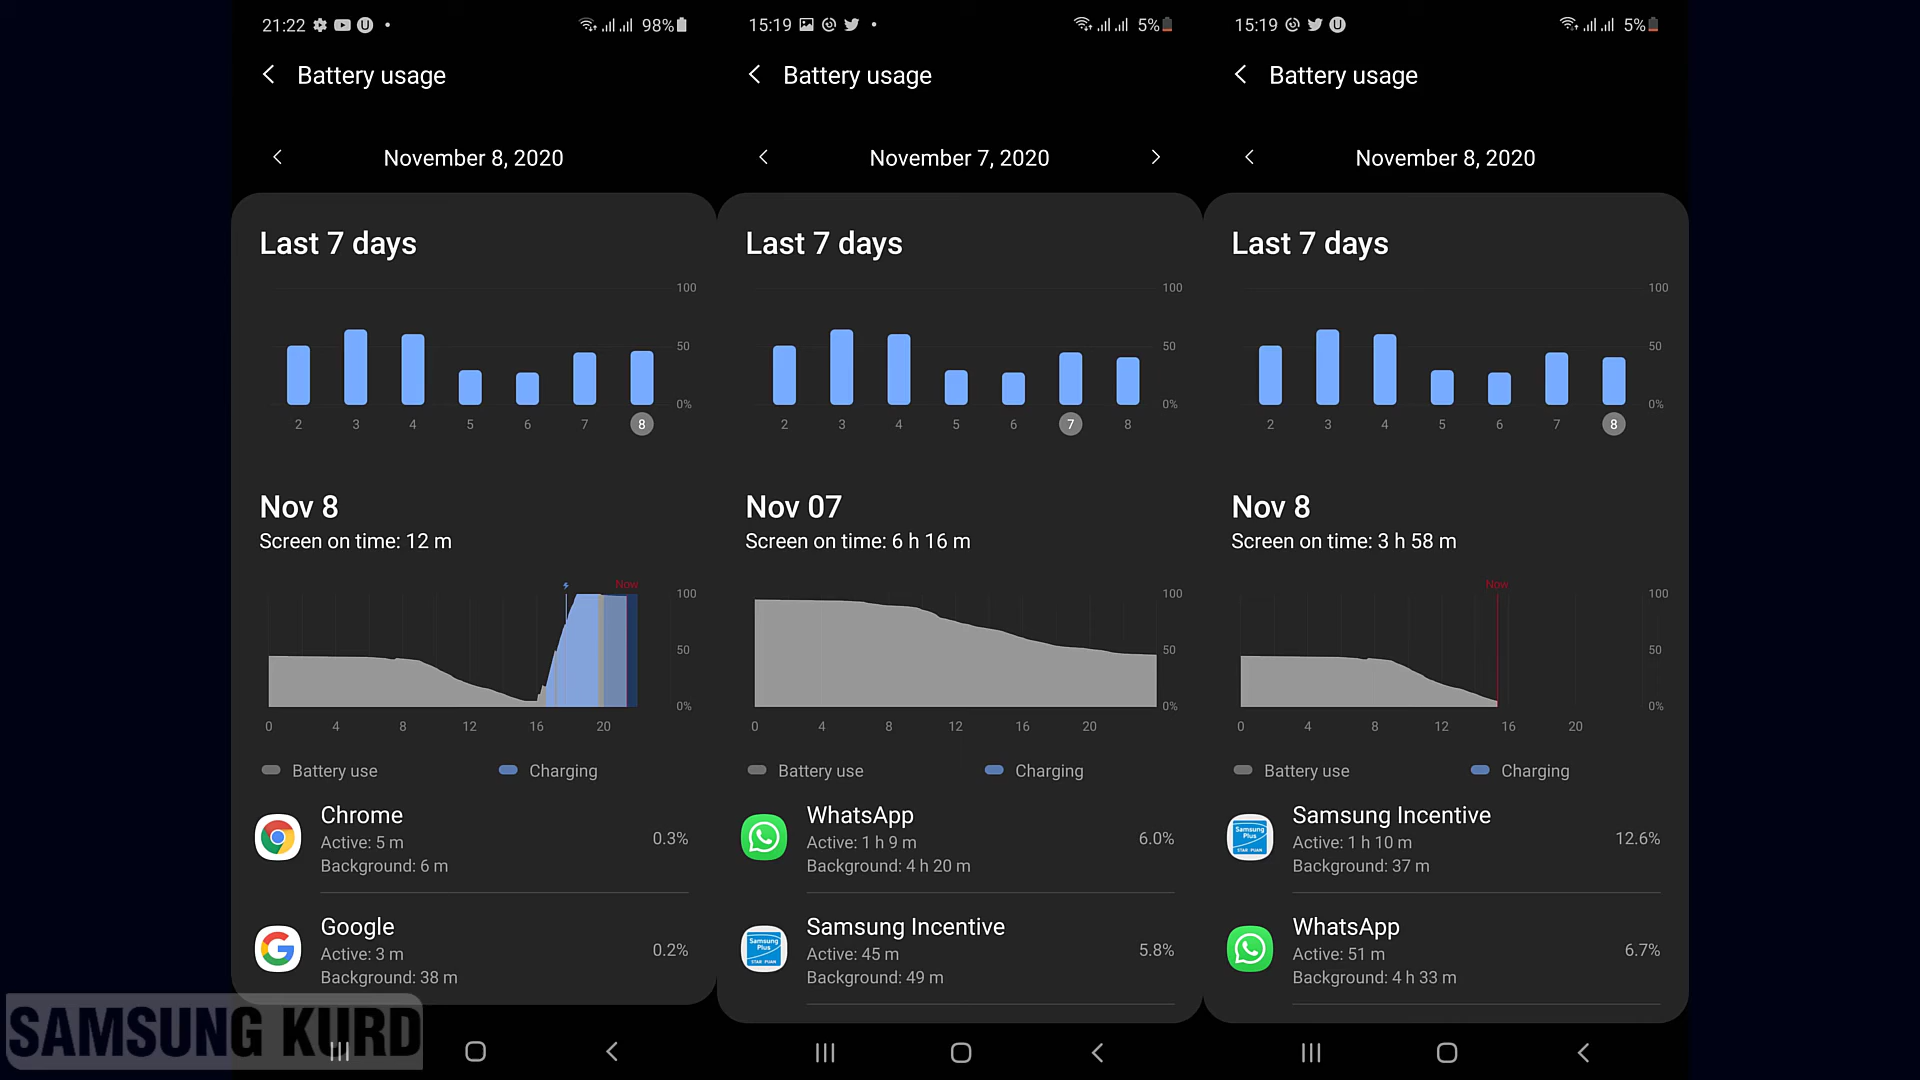 21:22
98%
Battery usage
November 8, 2020
Last 7 days
100
50
0%
2 3 4 5 6 7 8
Nov 8
Screen on time: 12 m
Now
100
50
0%
0 4 8 12 16 20
Battery use
Charging
Chrome
Active: 5 m
Background: 6 m
0.3%
Google
Active: 3 m
Background: 38 m
0.2%
15:19
5%
Battery usage
November 7, 2020
Last 7 days
100
50
0%
2 3 4 5 6 7 8
Nov 07
Screen on time: 6 h 16 m
100
50
0%
0 4 8 12 16 20
Battery use
Charging
WhatsApp
Active: 1 h 9 m
Background: 4 h 20 m
6.0%
Samsung Plus
STAR PUAN
Samsung Incentive
Active: 45 m
Background: 49 m
5.8%
15:19
5%
Battery usage
November 8, 2020
Last 7 days
100
50
0%
2 3 4 5 6 7 8
Nov 8
Screen on time: 3 h 58 m
Now
100
50
0%
0 4 8 12 16 20
Battery use
Charging
Samsung Plus
STAR PUAN
Samsung Incentive
Active: 1 h 10 m
Background: 37 m
12.6%
WhatsApp
Active: 51 m
Background: 4 h 33 m
6.7%
SAMSUNG KURD